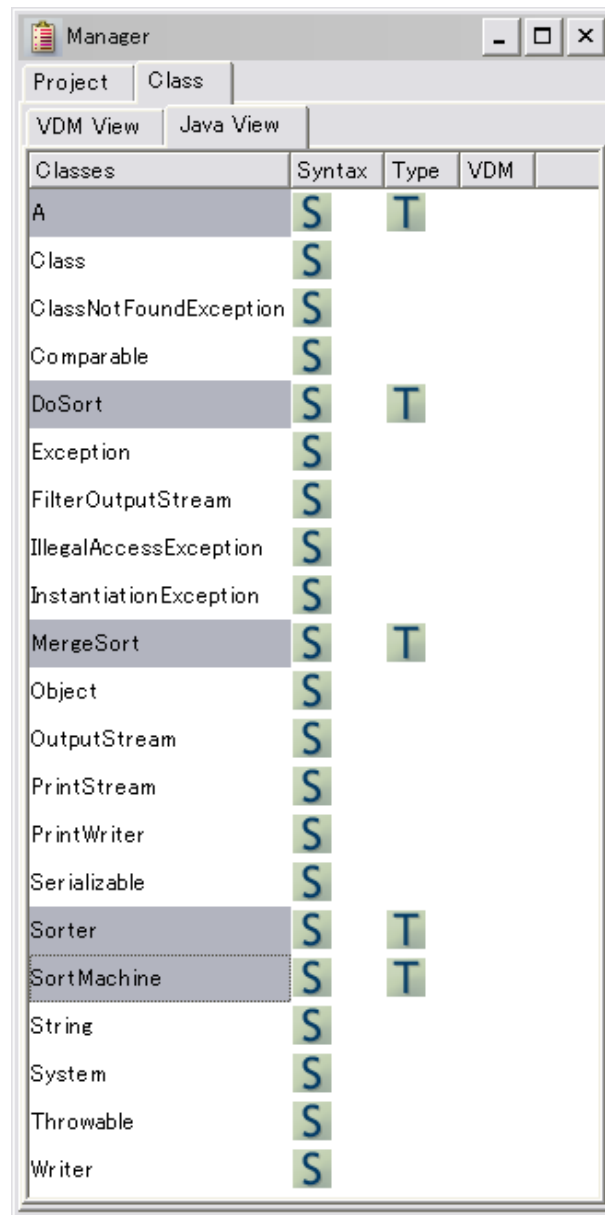 Manager
Project Class
VDM View Java View
Classes Syntax Type VDM
A S T
Class S
ClassNotFoundException S
Comparable S
DoSort S T
Exception S
FilterOutputStream S
IllegalAccessException S
InstantiationException S
MergeSort S T
Object S
OutputStream S
PrintStream S
PrintWriter S
Serializable S
Sorter S T
SortMachine S T
String S
System S
Throwable S
Writer S